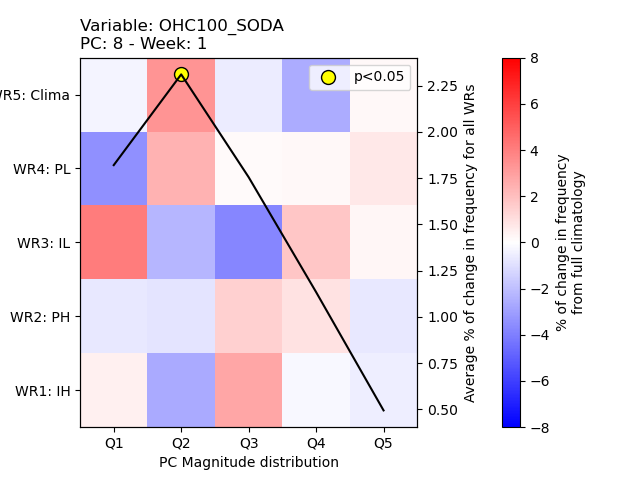 Variable: OHC100_SODA
PC: 8 - Week: 1
WR5: Clima
WR4: PL
WR3: IL
WR2: PH
WR1: IH
Q1 Q2 Q3 Q4 Q5
PC Magnitude distribution
p<0.05
2.25
2.00
1.75
1.50
1.25
1.00
0.75
0.50
Average % of change in frequency for all WRs
8
6
4
2
0
−2
−4
−6
−8
% of change in frequency
from full climatology